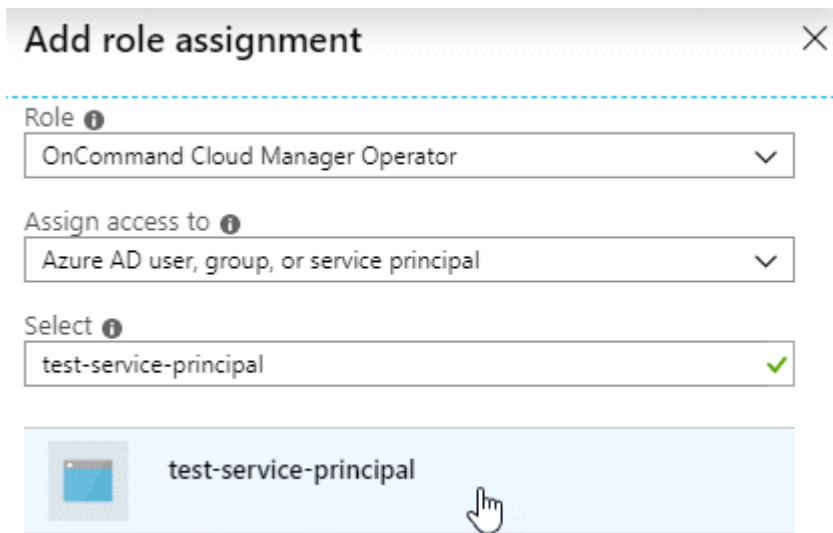 Add role assignment
Role
OnCommand Cloud Manager Operator
Assign access to
Azure AD user, group, or service principal
Select
test-service-principal
test-service-principal